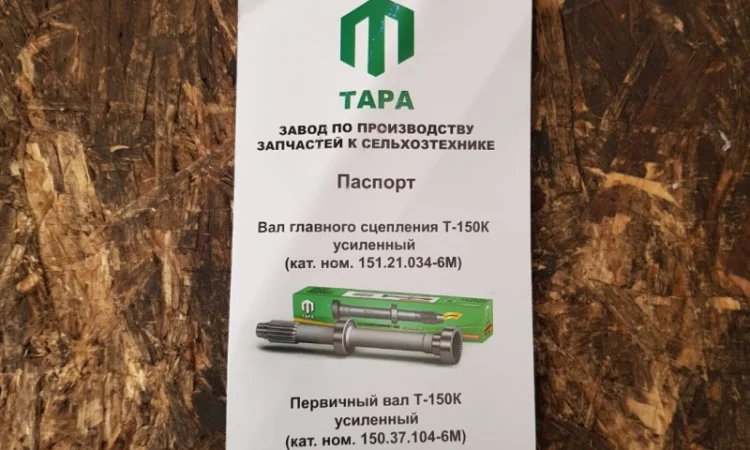 ТАРА
ЗАВОД ПО ПРОИЗВОДСТВУ
ЗАПЧАСТЕЙ К СЕЛЬХОЗТЕХНИКЕ
Паспорт
Вал главного сцепления Т-150К
усиленный
(кат. ном. 151.21.034-6М)
ТАРА
Первичный вал Т-150К
усиленный
(кат. ном. 150.37.104-6М)